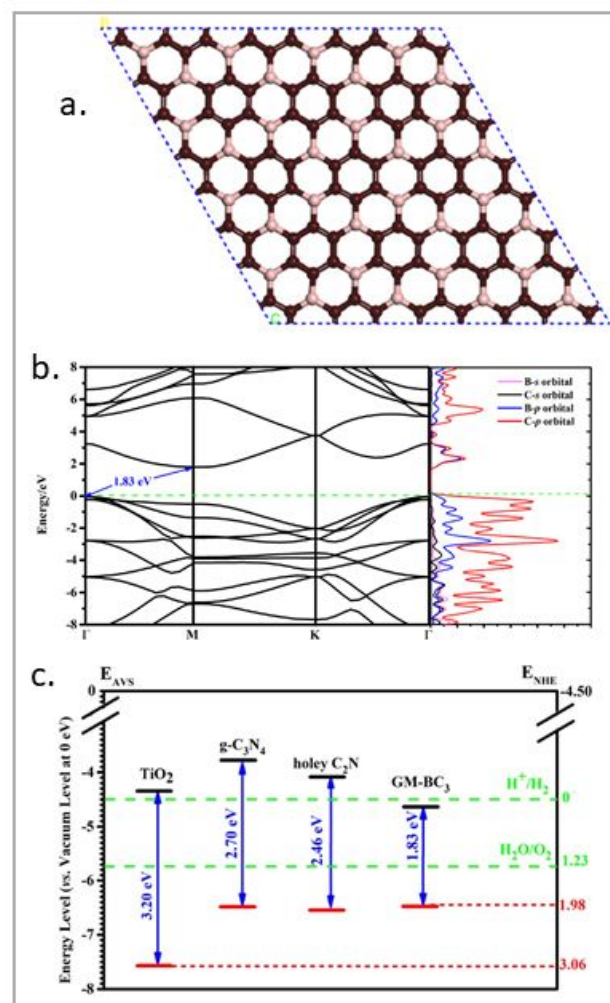 B
a.
C
b.
8
6
4
2
0
-2
-4
-6
-8
Energy/eV
1.83 eV
Γ
M
K
Γ
B-s orbital
C-s orbital
B-p orbital
C-p orbital
c.
E_AVS
E_NHE
0
-4.50
Energy Level (vs. Vacuum Level at 0 eV)
-4
-5
-6
-7
-8
TiO₂
3.20 eV
g-C₃N₄
2.70 eV
holey C₂N
2.46 eV
GM-BC₃
1.83 eV
H⁺/H₂
0
H₂O/O₂
1.23
1.98
3.06